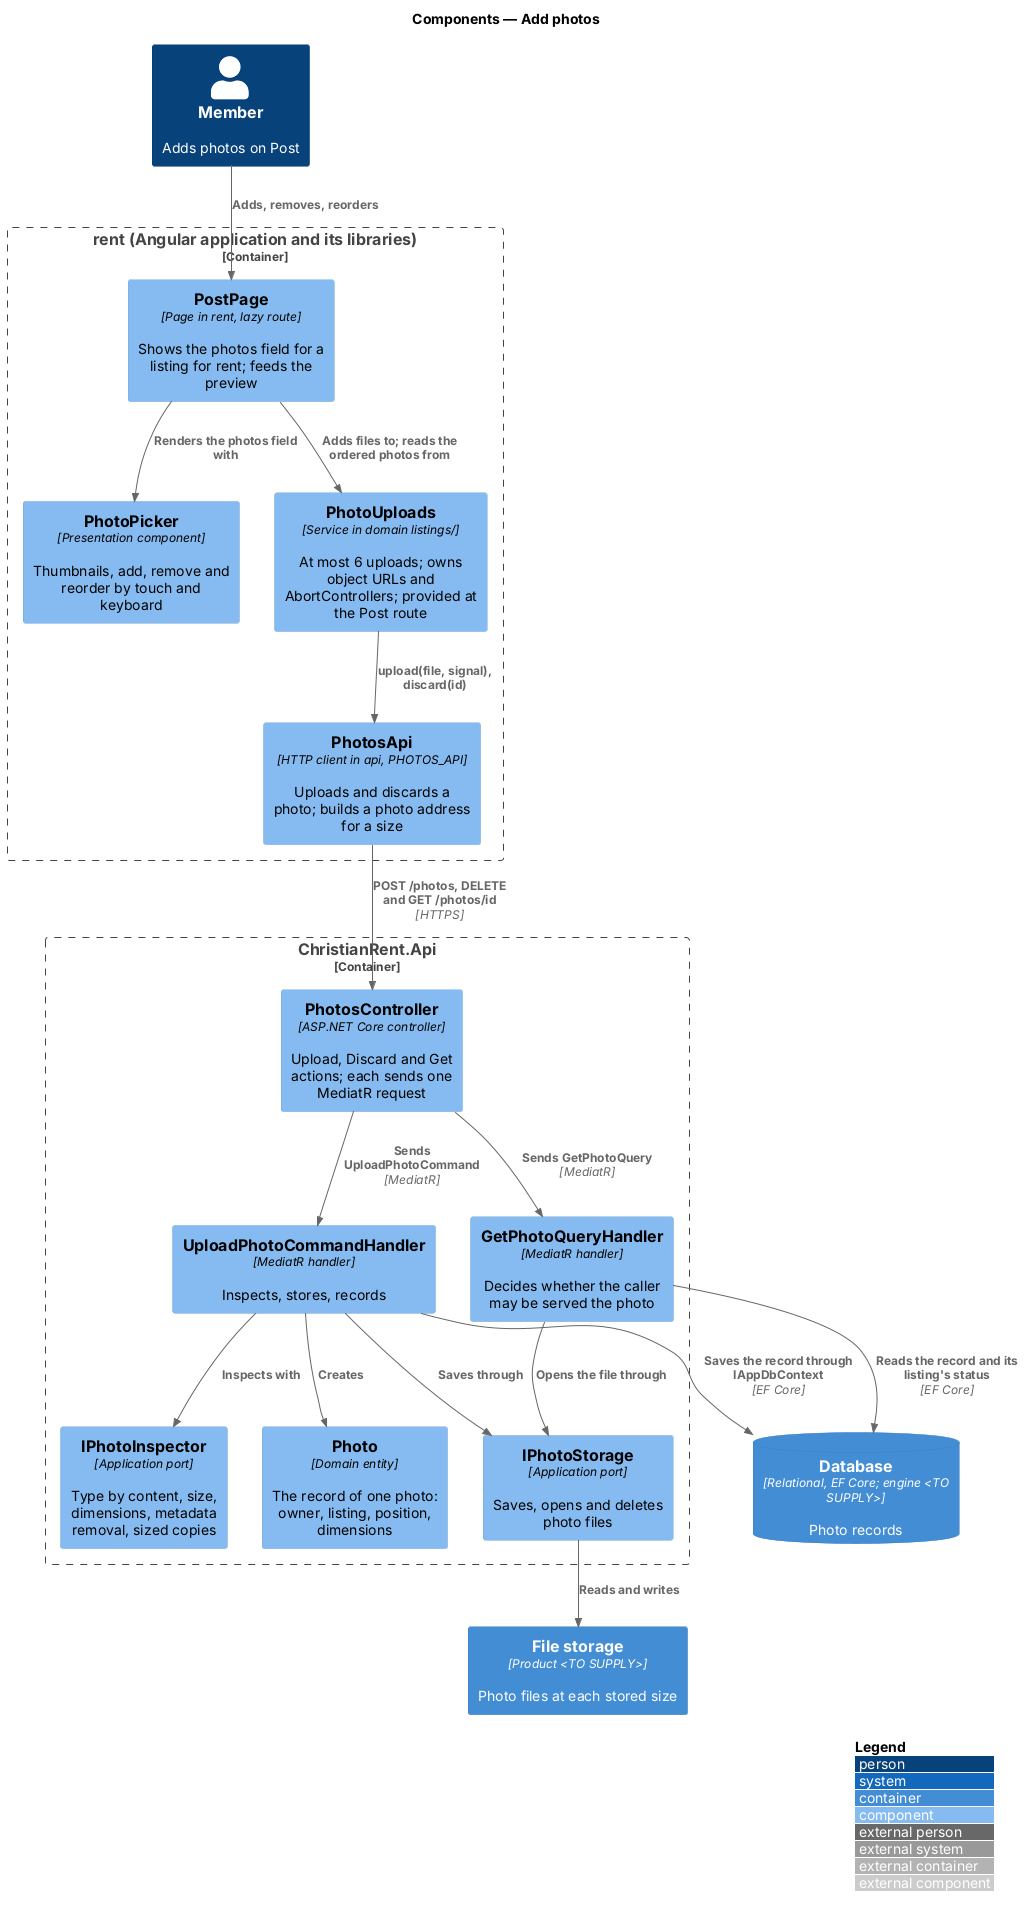 Components — Add photos
Member
Adds photos on Post
Adds, removes, reorders
rent (Angular application and its libraries)
[Container]
PostPage
[Page in rent, lazy route]
Shows the photos field for a
listing for rent; feeds the
preview
Renders the photos field
with
Adds files to; reads the
ordered photos from
PhotoPicker
[Presentation component]
Thumbnails, add, remove and
reorder by touch and
keyboard
PhotoUploads
[Service in domain listings/]
At most 6 uploads; owns
object URLs and
AbortControllers; provided at
the Post route
upload(file, signal),
discard(id)
PhotosApi
[HTTP client in api, PHOTOS_API]
Uploads and discards a
photo; builds a photo address
for a size
POST /photos, DELETE
and GET /photos/id
[HTTPS]
ChristianRent.Api
[Container]
PhotosController
[ASP.NET Core controller]
Upload, Discard and Get
actions; each sends one
MediatR request
Sends
UploadPhotoCommand
[MediatR]
Sends GetPhotoQuery
[MediatR]
UploadPhotoCommandHandler
[MediatR handler]
Inspects, stores, records
GetPhotoQueryHandler
[MediatR handler]
Decides whether the caller
may be served the photo
Inspects with
Creates
Saves through
Opens the file through
Saves the record through
IAppDbContext
[EF Core]
Reads the record and its
listing's status
[EF Core]
IPhotoInspector
[Application port]
Type by content, size,
dimensions, metadata
removal, sized copies
Photo
[Domain entity]
The record of one photo:
owner, listing, position,
dimensions
IPhotoStorage
[Application port]
Saves, opens and deletes
photo files
Database
[Relational, EF Core; engine <TO
SUPPLY>]
Photo records
Reads and writes
File storage
[Product <TO SUPPLY>]
Photo files at each stored size
Legend
person
system
container
component
external person
external system
external container
external component